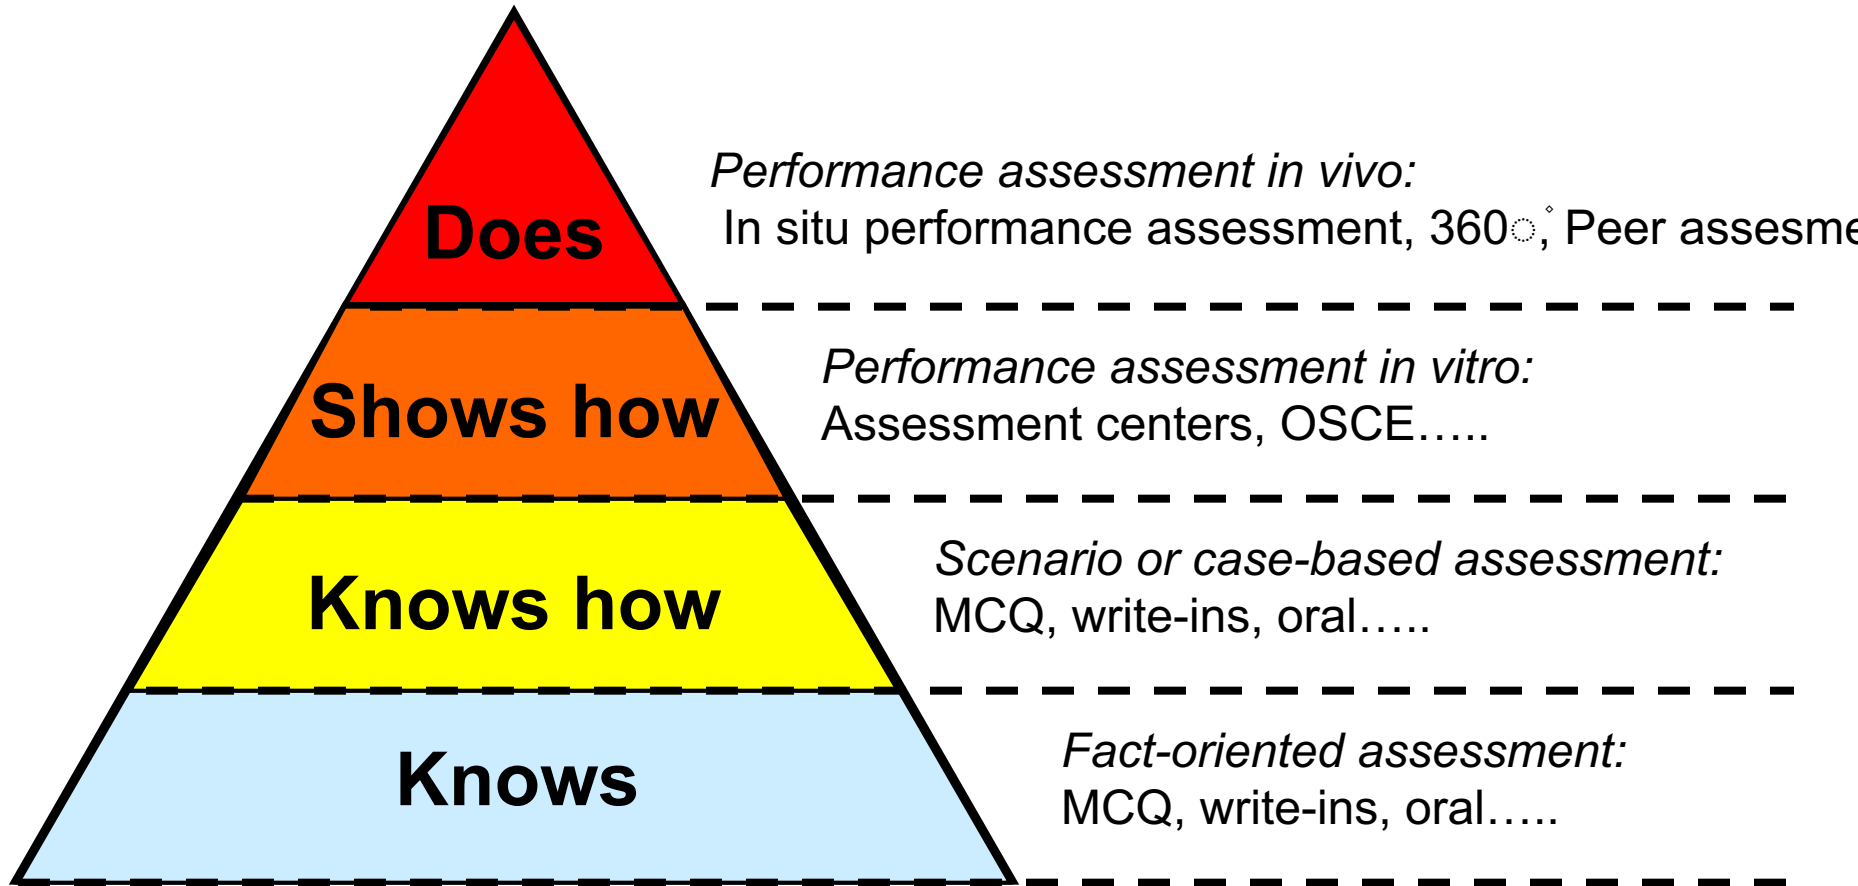 Performance assessment in vivo:
Does
In situ performance assessment, 360◌֯, Peer assesme
Performance assessment in vitro:
Shows how
Assessment centers, OSCE…..
Scenario or case-based assessment:
Knows how
MCQ, write-ins, oral…..
Fact-oriented assessment:
Knows
MCQ, write-ins, oral…..